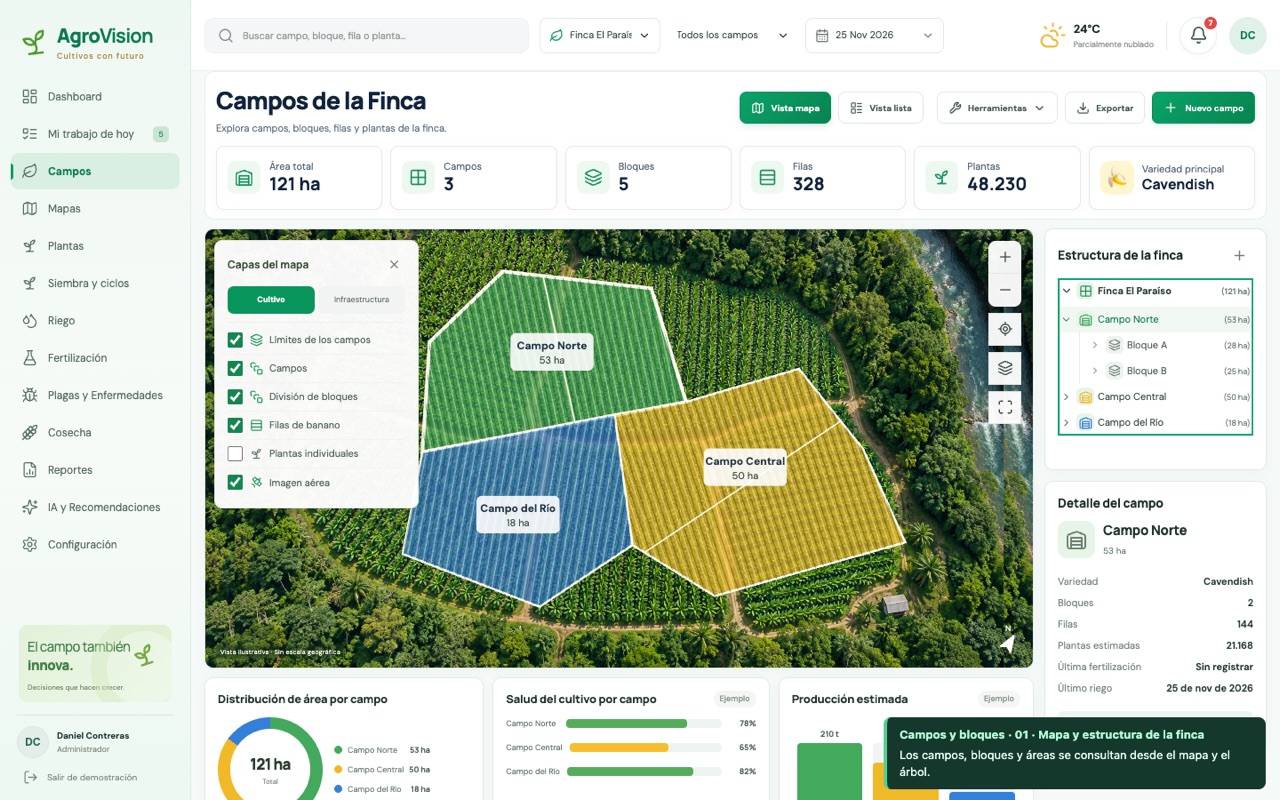 AgroVision
Cultivos con futuro
Dashboard
Mi trabajo de hoy 5
Campos
Mapas
Plantas
Siembra y ciclos
Riego
Fertilización
Plagas y Enfermedades
Cosecha
Reportes
IA y Recomendaciones
Configuración
El campo también
innova.
Decisiones que hacen crecer.
DC
Daniel Contreras
Administrador
Salir de demostración
Buscar campo, bloque, fila o planta...
Finca El Paraís
Todos los campos
25 Nov 2026
24°C
Parcialmente nublado
7
DC
Campos de la Finca
Explora campos, bloques, filas y plantas de la finca.
Vista mapa
Vista lista
Herramientas
Exportar
Nuevo campo
Área total
121 ha
Campos
3
Bloques
5
Filas
328
Plantas
48.230
Variedad principal
Cavendish
Capas del mapa
Cultivo
Infraestructura
Límites de los campos
Campos
División de bloques
Filas de banano
Plantas individuales
Imagen aérea
Campo Norte
53 ha
Campo Central
50 ha
Campo del Río
18 ha
N
Vista ilustrativa · Sin escala geográfica
Estructura de la finca
Finca El Paraíso (121 ha)
Campo Norte (53 ha)
Bloque A (28 ha)
Bloque B (25 ha)
Campo Central (50 ha)
Campo del Río (18 ha)
Detalle del campo
Campo Norte
53 ha
Variedad Cavendish
Bloques 2
Filas 144
Plantas estimadas 21.168
Última fertilización Sin registrar
Último riego 25 de nov de 2026
Distribución de área por campo
121 ha
Total
Campo Norte 53 ha
Campo Central 50 ha
Campo del Río 18 ha
Salud del cultivo por campo Ejemplo
Campo Norte 78%
Campo Central 65%
Campo del Río 82%
Producción estimada Ejemplo
210 t
Campos y bloques · 01 · Mapa y estructura de la finca
Los campos, bloques y áreas se consultan desde el mapa y el
árbol.